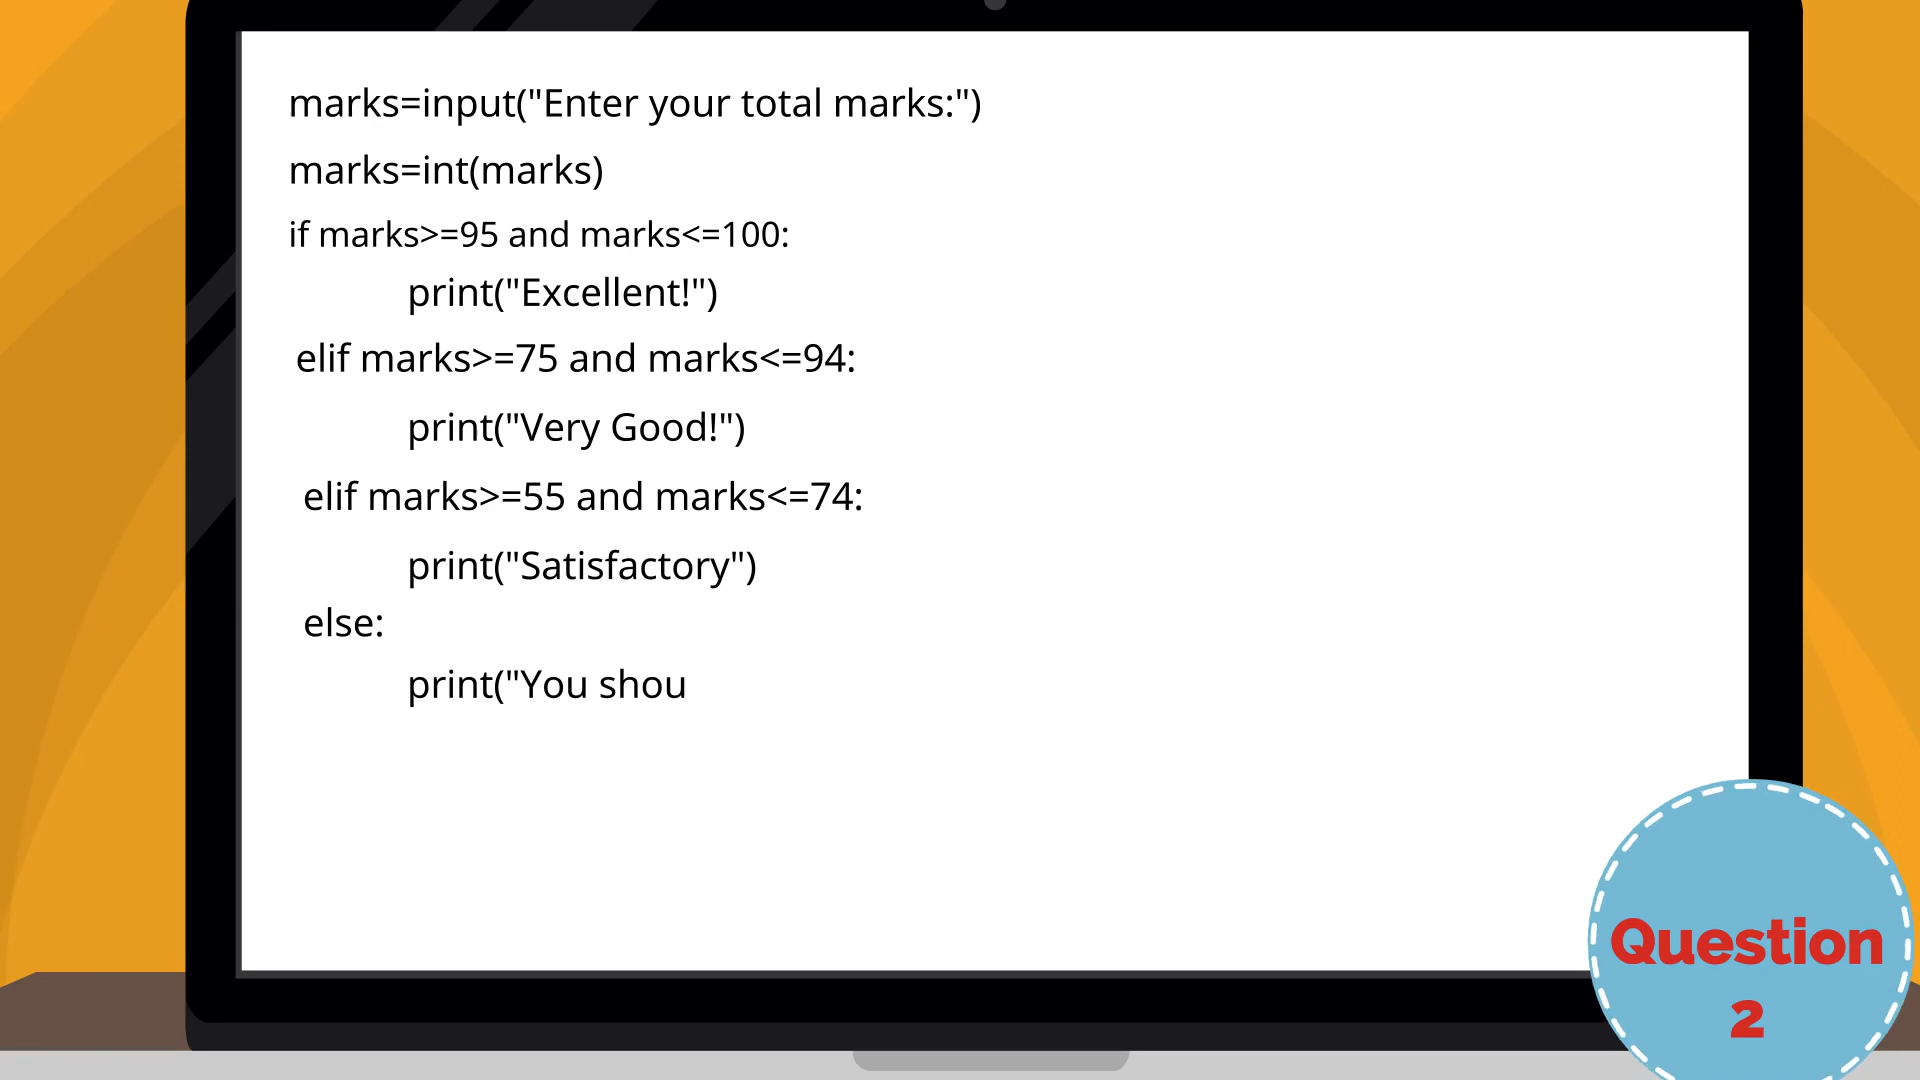 marks=input("Enter your total marks:")
marks=int(marks)
if marks>=95 and marks<=100:
print("Excellent!")
elif marks>=75 and marks<=94:
print("Very Good!")
elif marks>=55 and marks<=74:
print("Satisfactory")
else:
print("You shou
Question
2